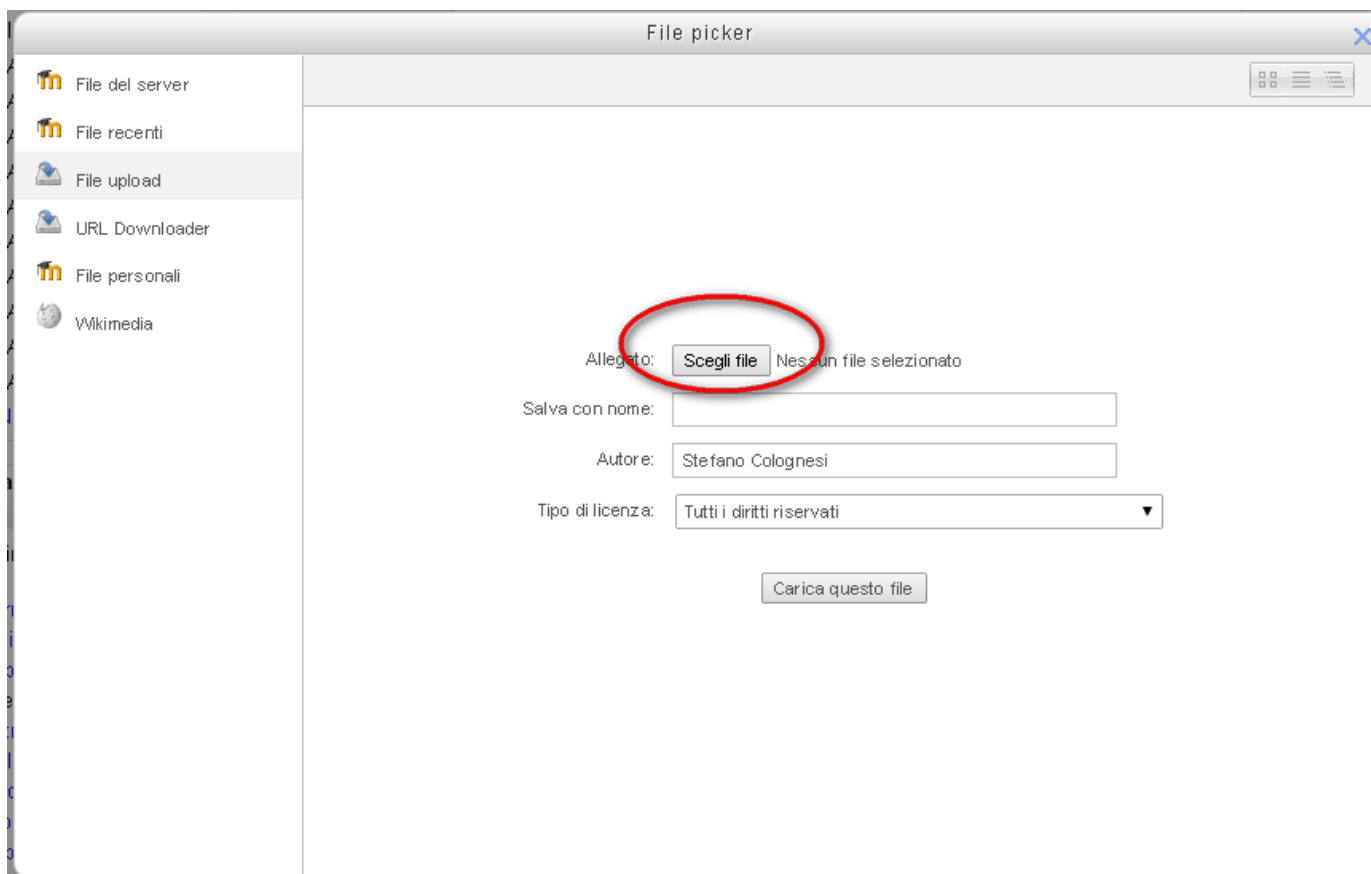 File picker
File del server
File recenti
File upload
URL Downloader
File personali
Wikimedia
Allegato: Scegli file Nessun file selezionato
Salva con nome:
Autore: Stefano Colognesi
Tipo di licenza: Tutti i diritti riservati
Carica questo file